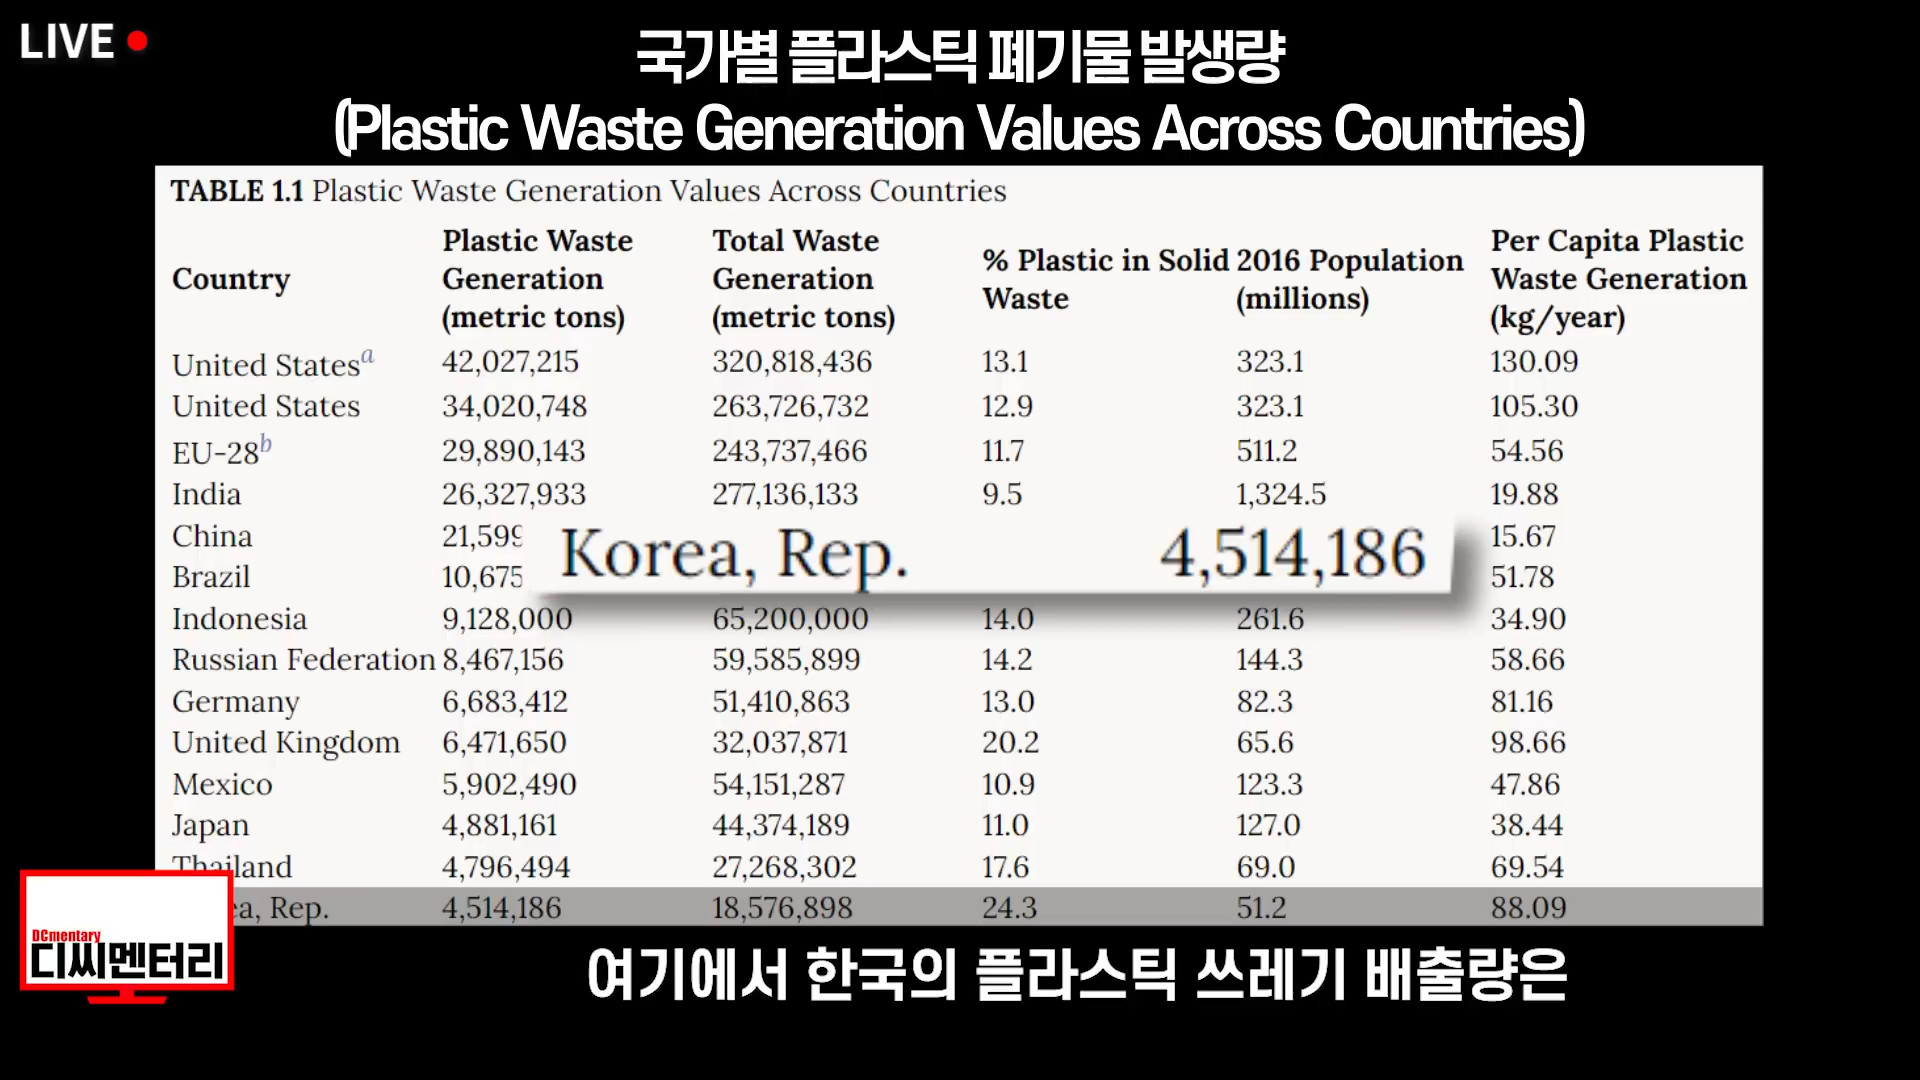 LIVE
국가별 플라스틱 폐기물 발생량
(Plastic Waste Generation Values Across Countries)
TABLE 1.1 Plastic Waste Generation Values Across Countries
Country Plastic Waste Generation (metric tons) Total Waste Generation (metric tons) % Plastic in Solid Waste 2016 Population (millions) Per Capita Plastic Waste Generation (kg/year)
United Statesa 42,027,215 320,818,436 13.1 323.1 130.09
United States 34,020,748 263,726,732 12.9 323.1 105.30
EU-28b 29,890,143 243,737,466 11.7 511.2 54.56
India 26,327,933 277,136,133 9.5 1,324.5 19.88
China 21,599 15.67
Korea, Rep. 4,514,186
Brazil 10,675 51.78
Indonesia 9,128,000 65,200,000 14.0 261.6 34.90
Russian Federation 8,467,156 59,585,899 14.2 144.3 58.66
Germany 6,683,412 51,410,863 13.0 82.3 81.16
United Kingdom 6,471,650 32,037,871 20.2 65.6 98.66
Mexico 5,902,490 54,151,287 10.9 123.3 47.86
Japan 4,881,161 44,374,189 11.0 127.0 38.44
Thailand 4,796,494 27,268,302 17.6 69.0 69.54
ea, Rep. 4,514,186 18,576,898 24.3 51.2 88.09
DCmentary
디씨멘터리
여기에서 한국의 플라스틱 쓰레기 배출량은